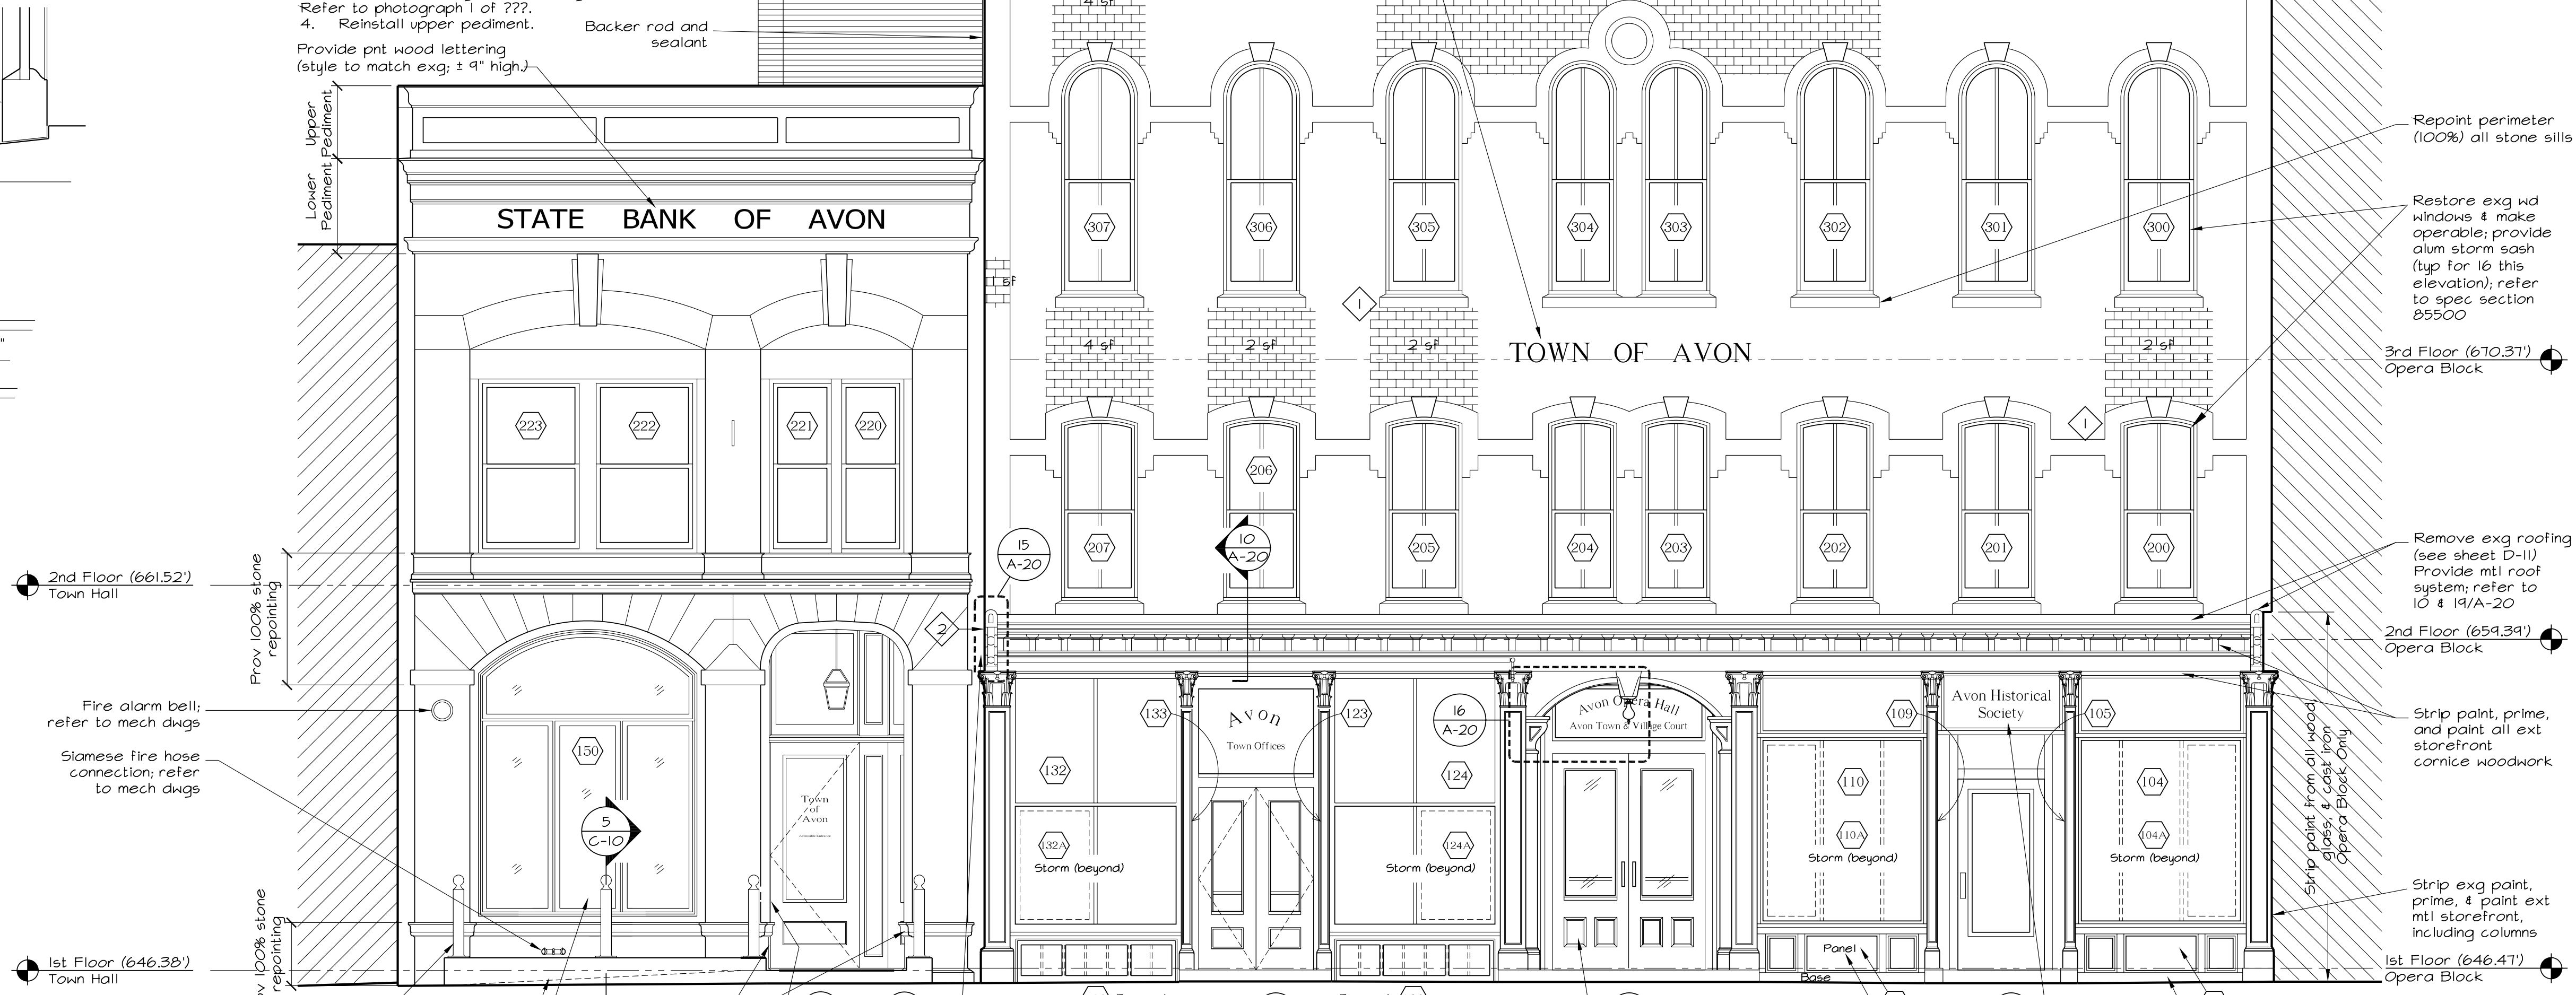 Refer to photograph 1 of ???.
4. Reinstall upper pediment.
Provide pnt wood lettering
(style to match exg; ± 9" high.)
Backer rod and
sealant
4 sf
Upper
Pediment
Lower
Pediment
STATE BANK OF AVON
307
306
305
304
303
302
301
300
Repoint perimeter
(100%) all stone sills
Restore exg wd
windows & make
operable; provide
alum storm sash
(typ for 16 this
elevation); refer
to spec section
85500
sf
1
4 sf
2 sf
2 sf
TOWN OF AVON
2 sf
3rd Floor (670.37')
Opera Block
1
223
222
221
220
206
207
205
204
203
202
201
200
15
A-20
10
A-20
Remove exg roofing
(see sheet D-11)
Provide mtl roof
system; refer to
10 & 19/A-20
2nd Floor (661.52')
Town Hall
Prov 100% stone
repointing
2
2nd Floor (659.39')
Opera Block
Fire alarm bell;
refer to mech dwgs
Siamese fire hose
connection; refer
to mech dwgs
150
5
C-10
Town
of
Avon
133
Avon
Town Offices
123
16
A-20
Avon Opera Hall
Avon Town & Village Court
109
Avon Historical
Society
105
132
124
110
104
132A
Storm (beyond)
124A
Storm (beyond)
110A
Storm (beyond)
104A
Storm (beyond)
Strip paint from all wood,
glass, & cast iron
Opera Block Only
Strip paint, prime,
and paint all ext
storefront
cornice woodwork
Strip exg paint,
prime, & paint ext
mtl storefront,
including columns
ov 100% stone
repointing
1st Floor (646.38')
Town Hall
Panel
Base
1st Floor (646.47')
Opera Block